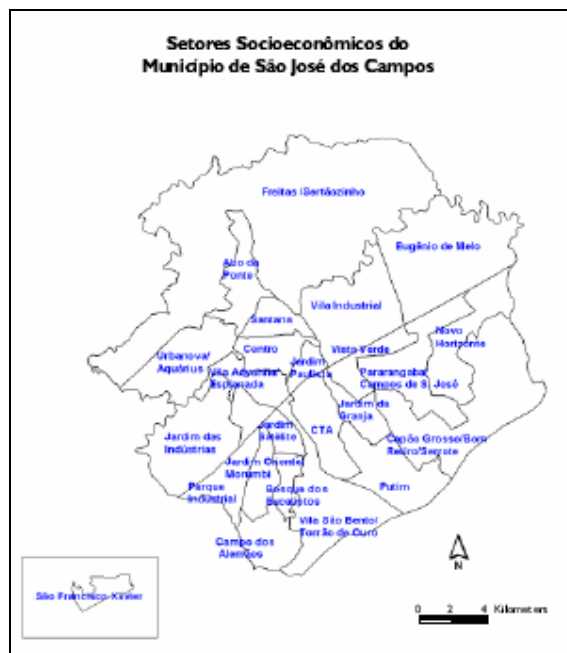 Setores Socioeconômicos do
Município de São José dos Campos
Freitas /Sertãozinho
Eugênio de Melo
Alto da
Ponte
Vila Industrial
Santana
Novo
Horizonte
Centro
Vista Verde
Urbanova/
Aquárius
Jardim
Paulista
Vila Adyanna/
Esplanada
Pararangaba/
Campos de S. José
Jardim da
Granja
Jardim
Satélite
CTA
Jardim das
Indústrias
Capão Grosso/Bom
Retiro/Serrote
Jardim Oriente/
Morumbi
Parque
Industrial
Bosque dos
Eucaliptos
Putim
Vila São Bento/
Torrão de Ouro
Campo dos
Alemães
N
São Francisco Xavier
0 2 4 Kilometers